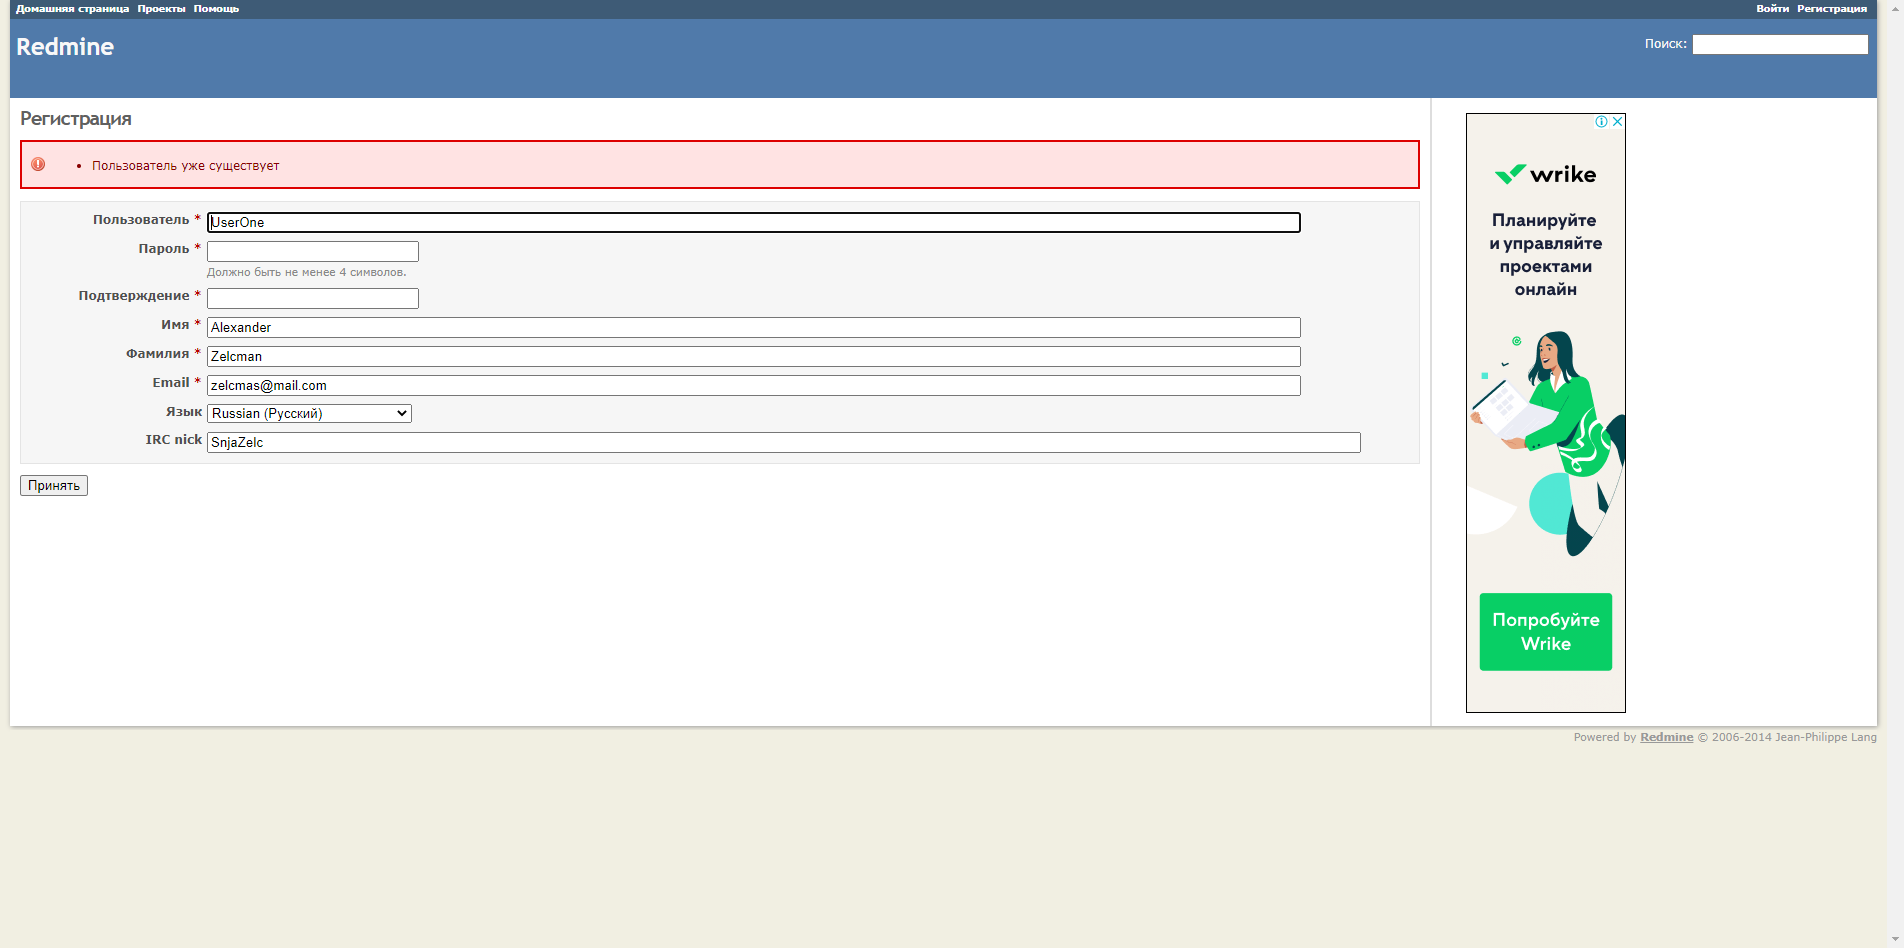 Домашняя страница Проекты Помощь
Войти Регистрация
Redmine
Поиск:
Регистрация
Пользователь уже существует
Пользователь * UserOne
Пароль *
Должно быть не менее 4 символов.
Подтверждение *
Имя * Alexander
Фамилия * Zelcman
Email * zelcmas@mail.com
Язык Russian (Русский)
IRC nick SnjaZelc
Принять
wrike
Планируйте
и управляйте
проектами
онлайн
Попробуйте
Wrike
Powered by Redmine © 2006-2014 Jean-Philippe Lang